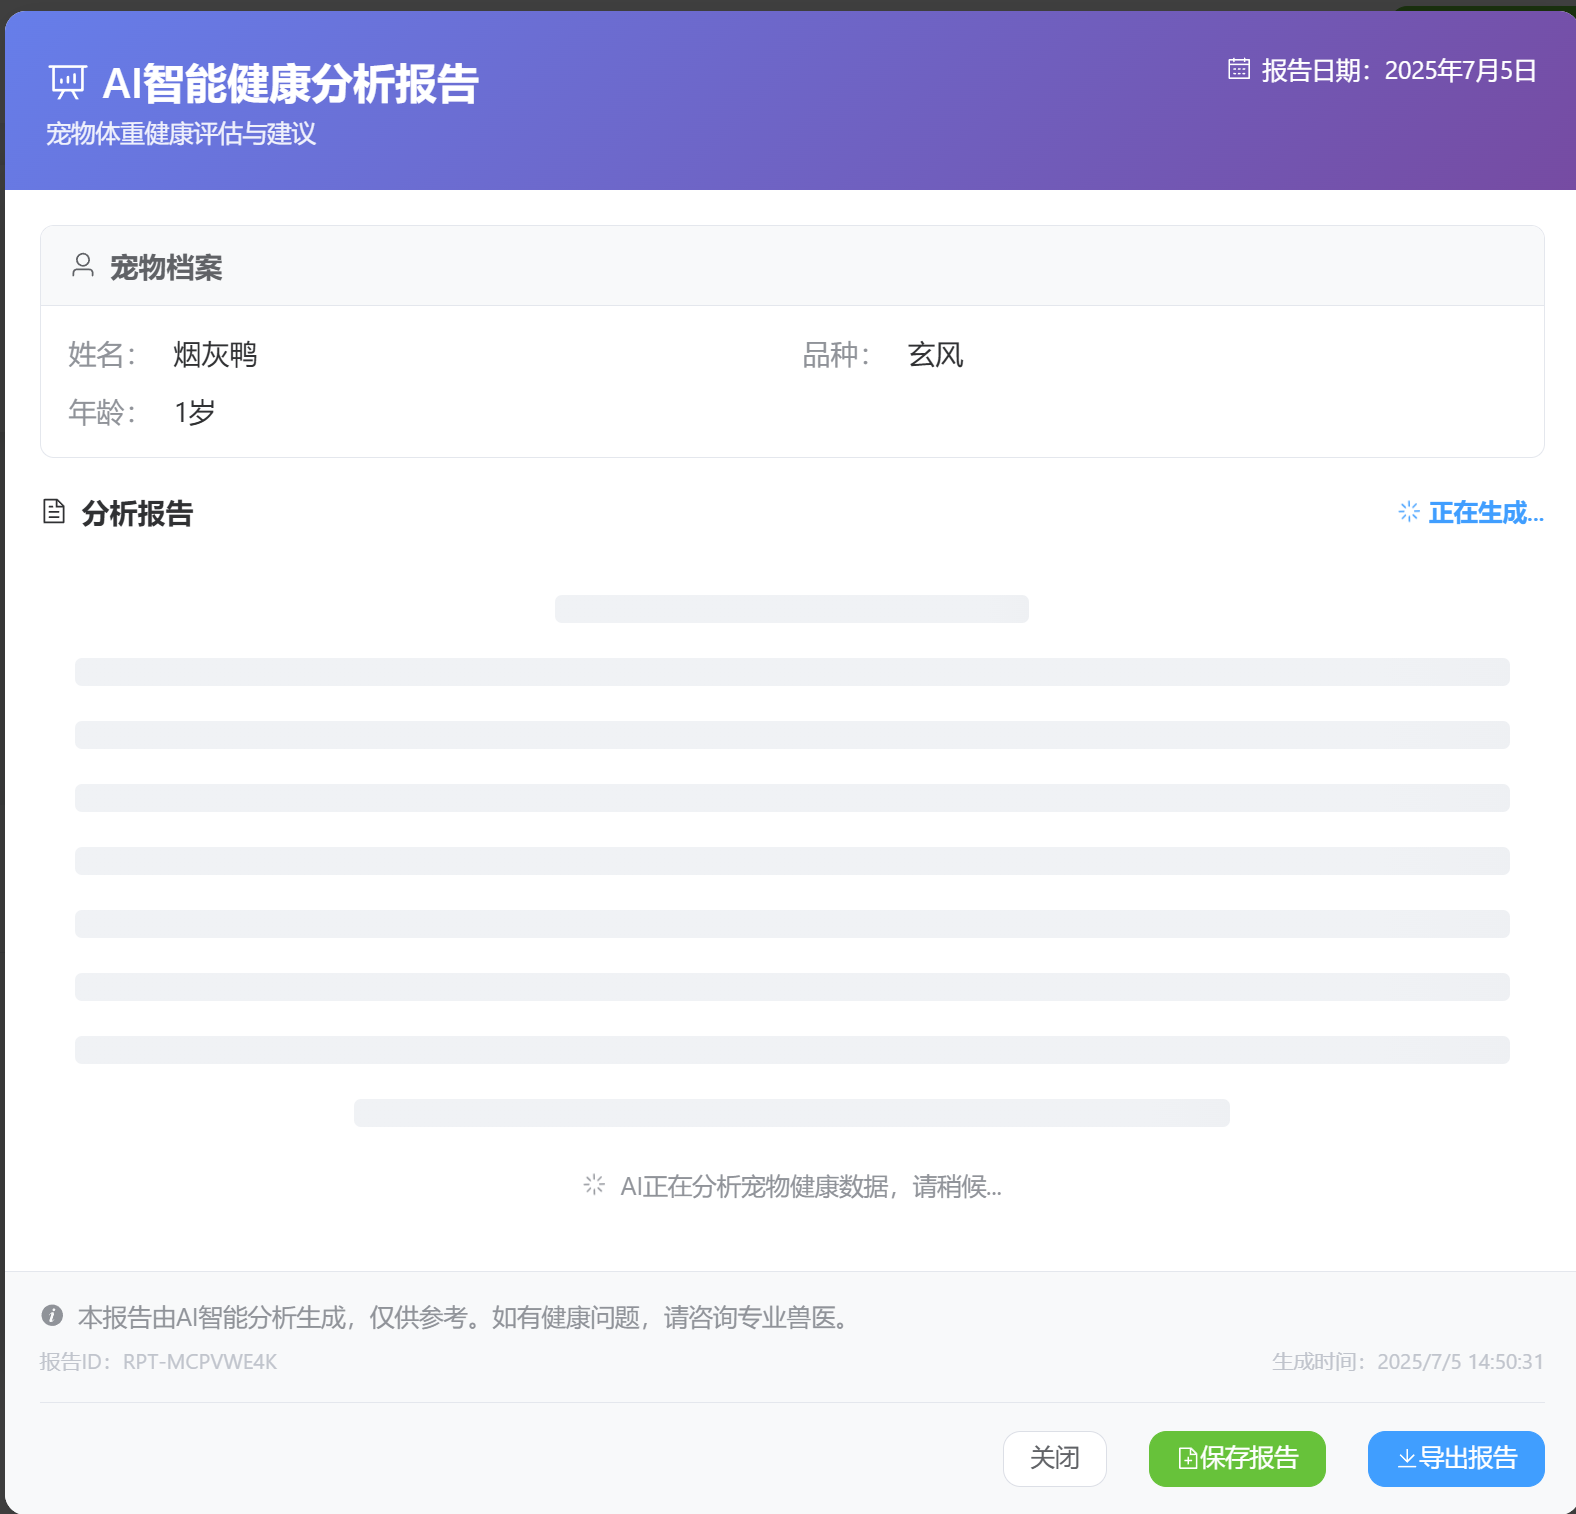 AI智能健康分析报告
报告日期：2025年7月5日
宠物体重健康评估与建议
宠物档案
姓名： 烟灰鸭
品种： 玄风
年龄： 1岁
分析报告
正在生成...
AI正在分析宠物健康数据，请稍候...
本报告由AI智能分析生成，仅供参考。如有健康问题，请咨询专业兽医。
报告ID：RPT-MCPVWE4K
生成时间：2025/7/5 14:50:31
关闭
保存报告
导出报告